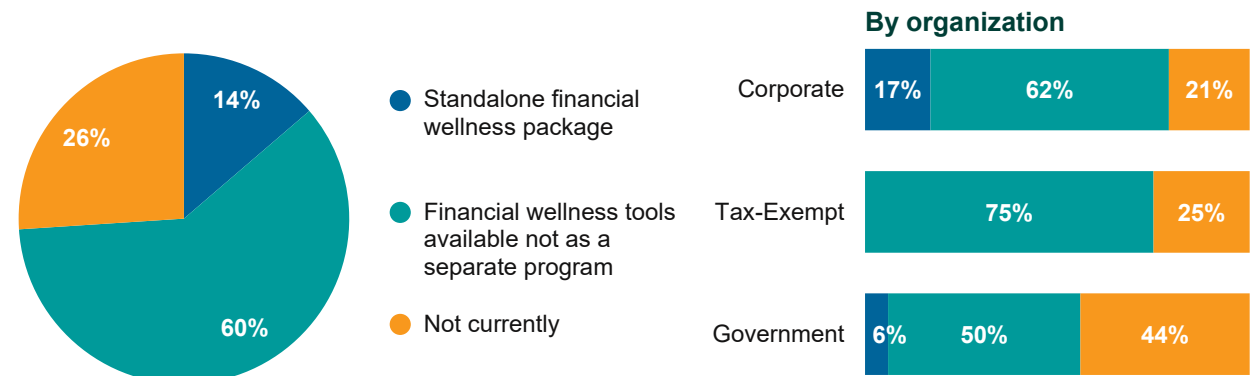 14%
26%
60%
Standalone financial
wellness package
Financial wellness tools
available not as a
separate program
Not currently
By organization
Corporate
17%
62%
21%
Tax-Exempt
75%
25%
Government
6%
50%
44%